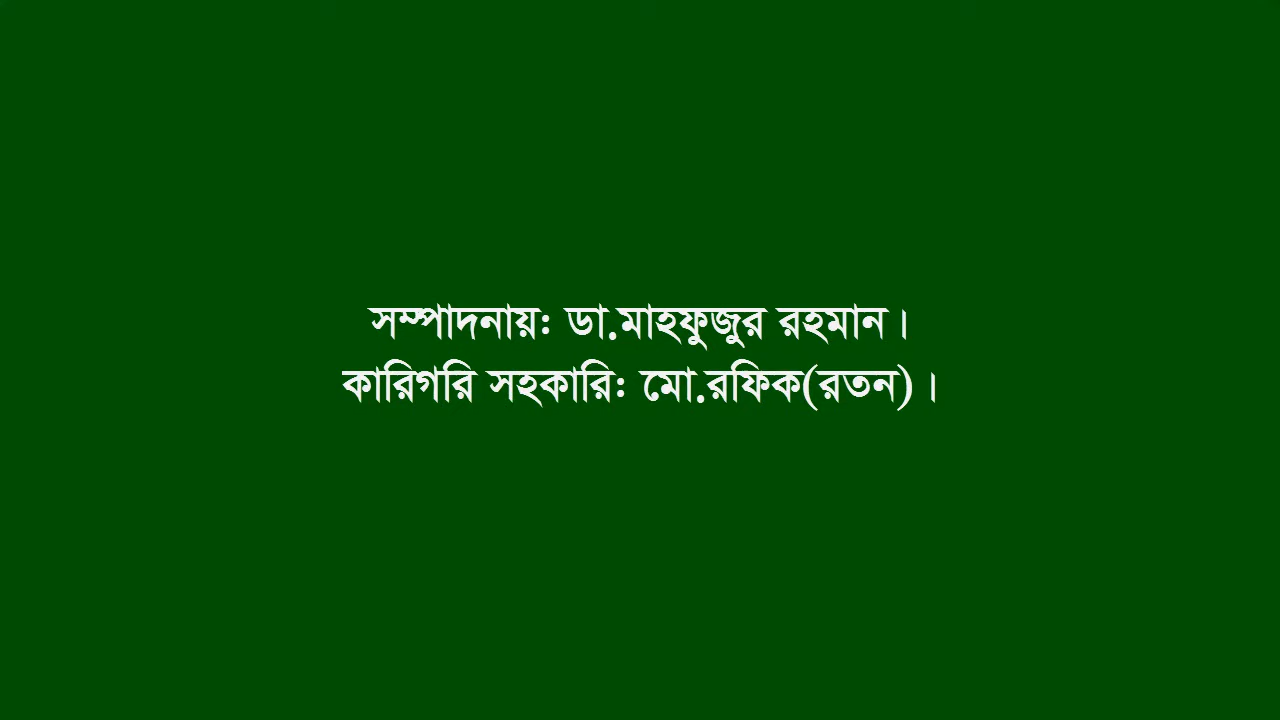 সম্পাদনায়ঃ ডা.মাহফুজুর রহমান।
কারিগরি সহকারিঃ মো.রফিক(রতন)।